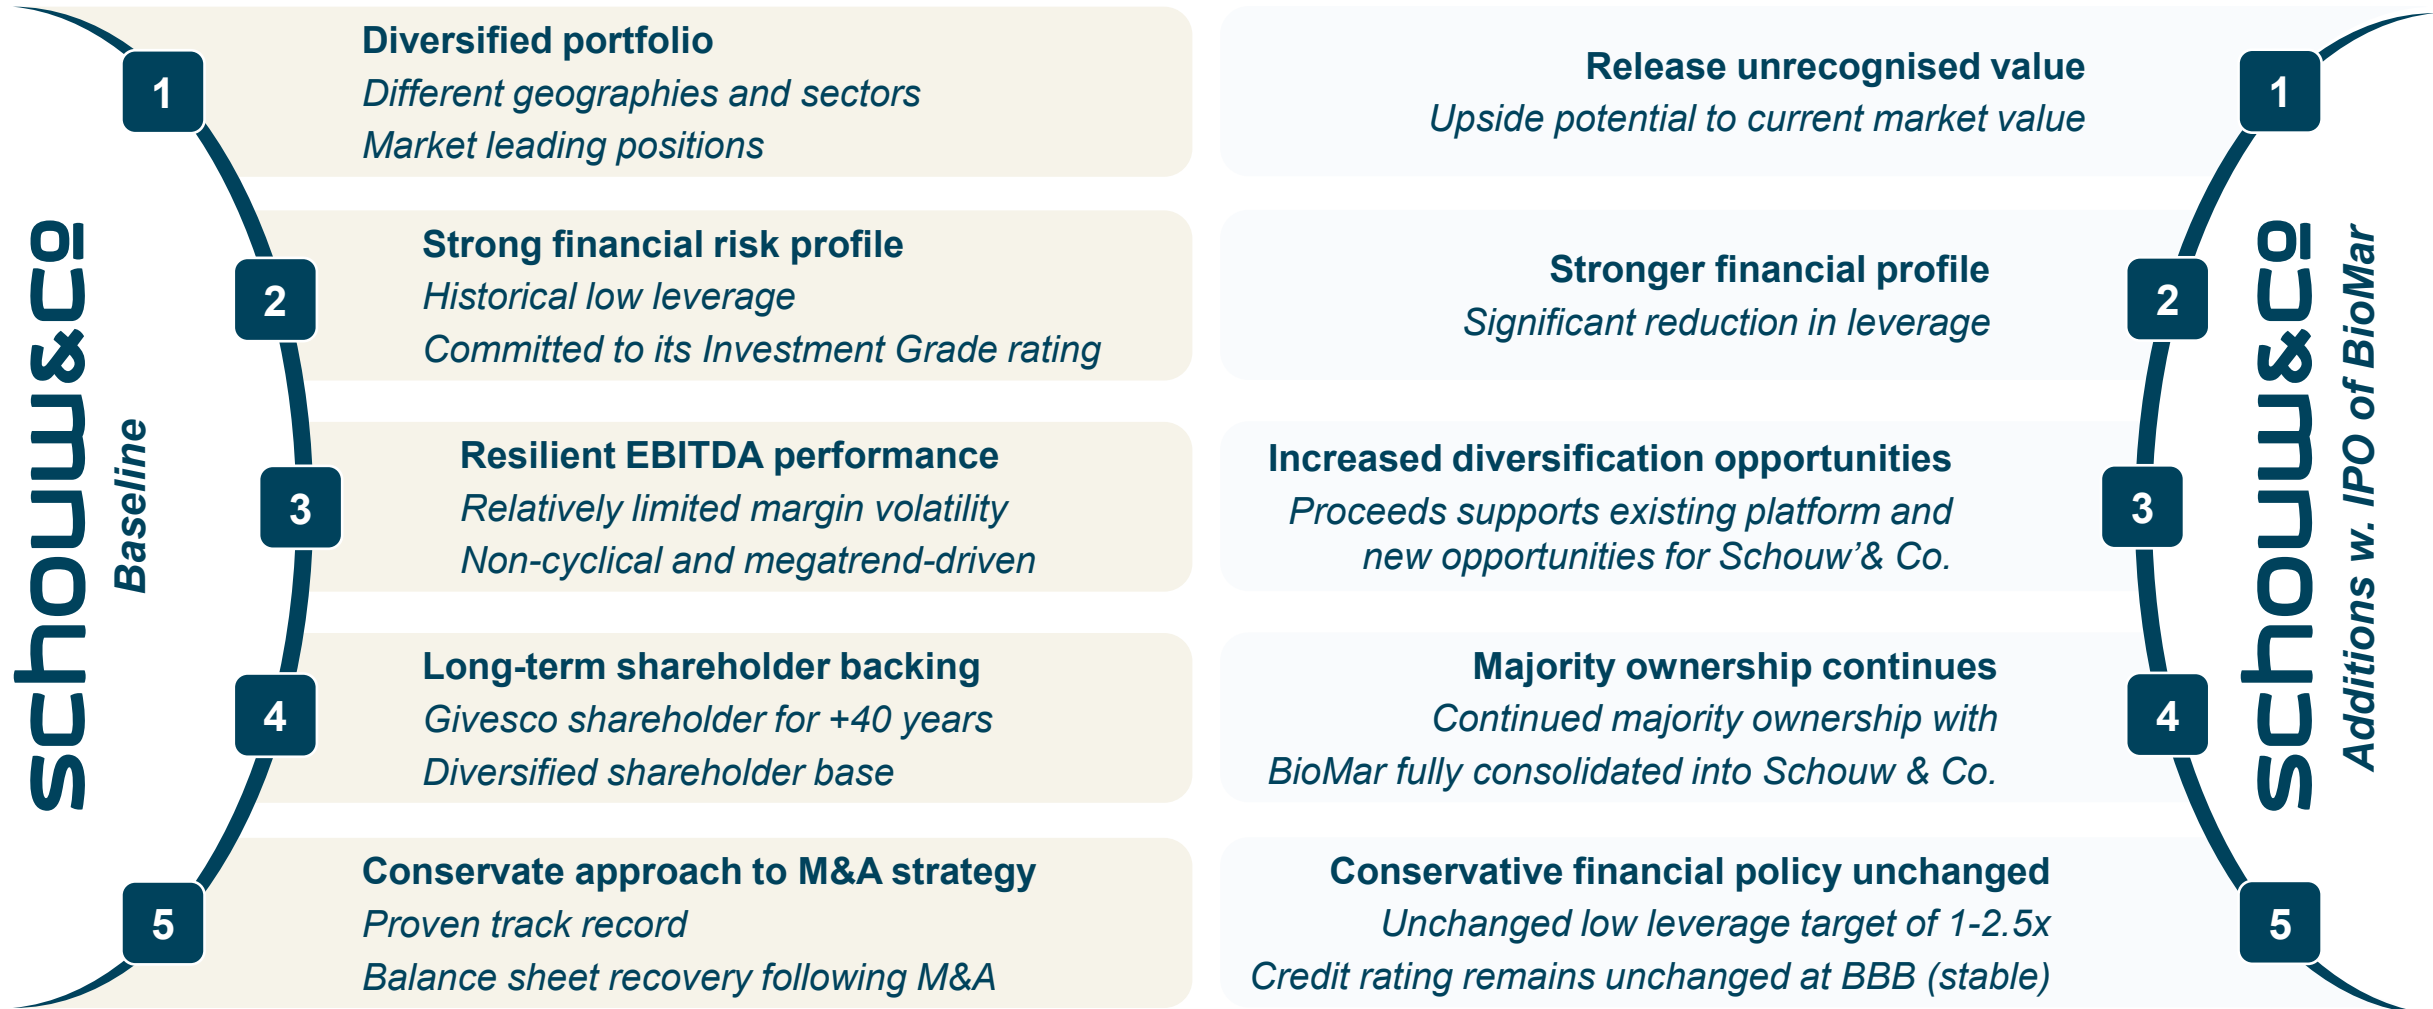 schouw&co
Baseline
1
Diversified portfolio
Different geographies and sectors
Market leading positions
2
Strong financial risk profile
Historical low leverage
Committed to its Investment Grade rating
3
Resilient EBITDA performance
Relatively limited margin volatility
Non-cyclical and megatrend-driven
4
Long-term shareholder backing
Givesco shareholder for +40 years
Diversified shareholder base
5
Conservate approach to M&A strategy
Proven track record
Balance sheet recovery following M&A
Release unrecognised value
Upside potential to current market value
1
Stronger financial profile
Significant reduction in leverage
2
Increased diversification opportunities
Proceeds supports existing platform and
new opportunities for Schouw’& Co.
3
Majority ownership continues
Continued majority ownership with
BioMar fully consolidated into Schouw & Co.
4
Conservative financial policy unchanged
Unchanged low leverage target of 1-2.5x
Credit rating remains unchanged at BBB (stable)
5
schouw&co
Additions w. IPO of BioMar